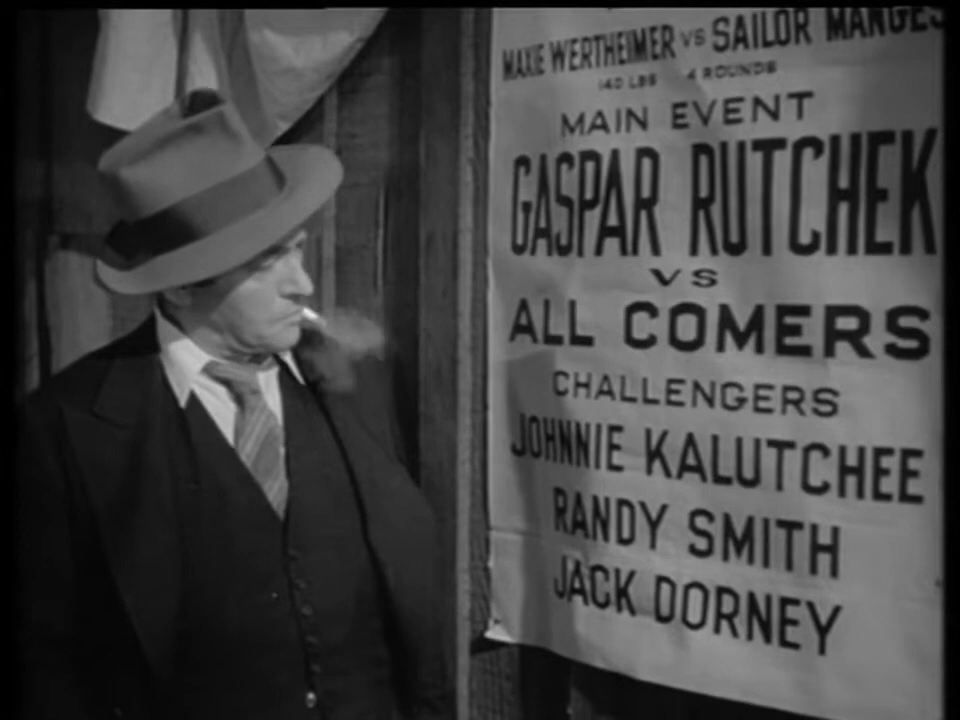 MAXIE WERTHEIMER VS SAILOR MANGES
140 LBS 4 ROUNDS
MAIN EVENT
GASPAR RUTCHEK
VS
ALL COMERS
CHALLENGERS
JOHNNIE KALUTCHEE
RANDY SMITH
JACK DORNEY